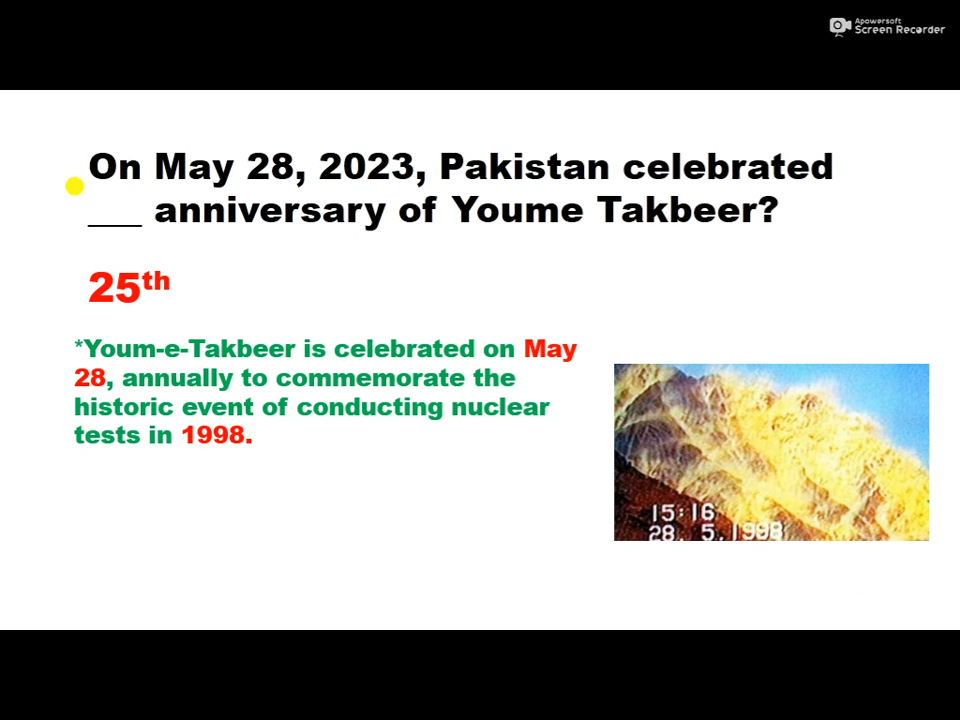 Apowersoft
Screen Recorder
On May 28, 2023, Pakistan celebrated
___ anniversary of Youme Takbeer?
25th
*Youm-e-Takbeer is celebrated on May
28, annually to commemorate the
historic event of conducting nuclear
tests in 1998.
15:16
28. 5.1998